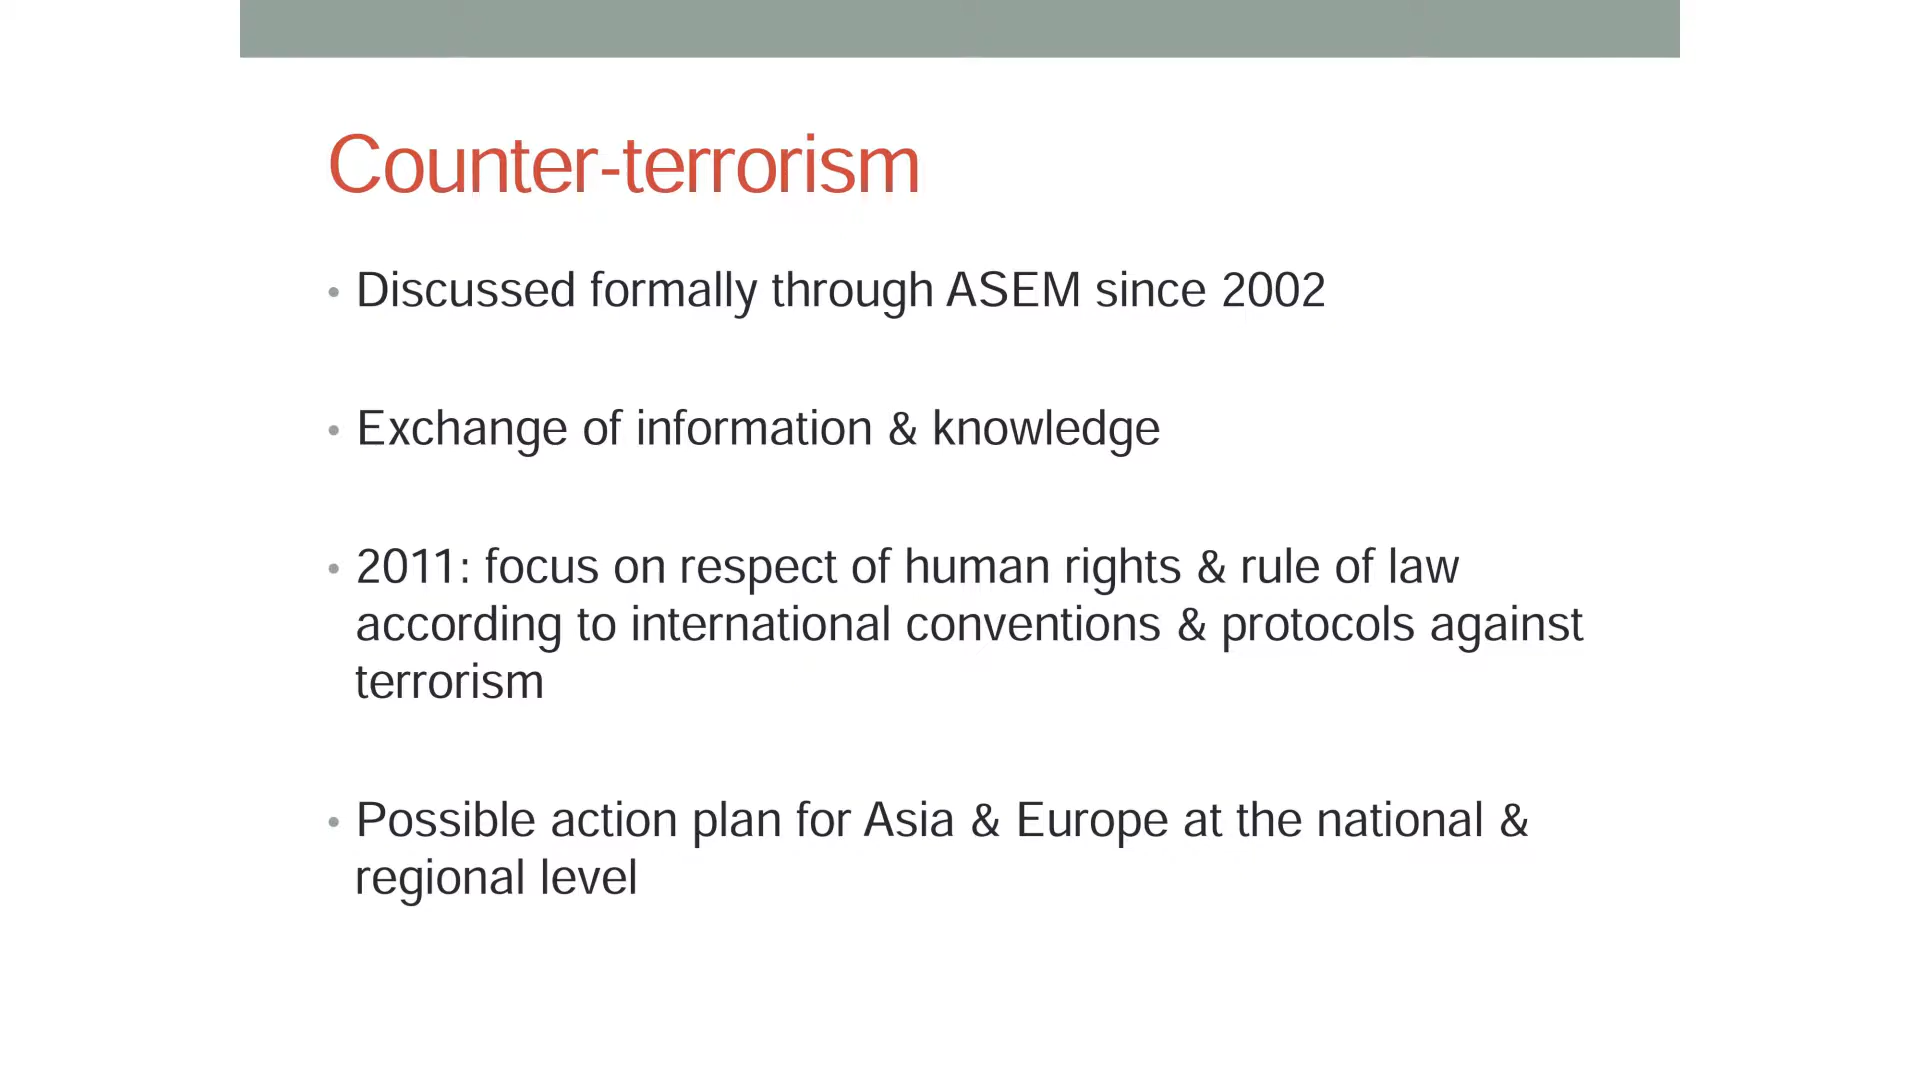 Counter-terrorism
• Discussed formally through ASEM since 2002
• Exchange of information & knowledge
• 2011: focus on respect of human rights & rule of law
according to international conventions & protocols against
terrorism
• Possible action plan for Asia & Europe at the national &
regional level